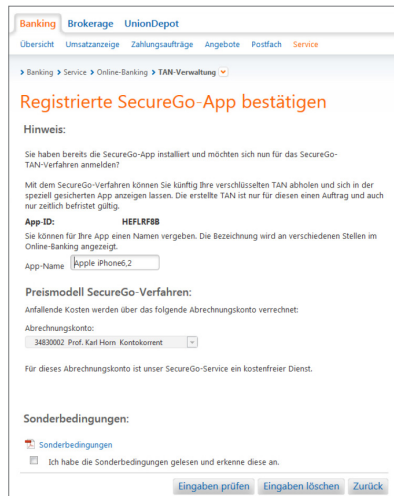 Banking Brokerage UnionDepot
Übersicht Umsatzanzeige Zahlungsaufträge Angebote Postfach Service
Banking Service Online-Banking TAN-Verwaltung
Registrierte SecureGo-App bestätigen
Hinweis:
Sie haben bereits die SecureGo-App installiert und möchten sich nun für das SecureGo-
TAN-Verfahren anmelden?
Mit dem SecureGo-Verfahren können Sie künftig Ihre verschlüsselten TAN abholen und sich in der
speziell gesicherten App anzeigen lassen. Die erstellte TAN ist nur für diesen einen Auftrag und auch
nur zeitlich befristet gültig.
App-ID: HEFLRF8B
Sie können für Ihre App einen Namen vergeben. Die Bezeichnung wird an verschiedenen Stellen im
Online-Banking angezeigt.
App-Name Apple iPhone6,2
Preismodell SecureGo-Verfahren:
Anfallende Kosten werden über das folgende Abrechnungskonto verrechnet:
Abrechnungskonto:
34830002 Prof. Karl Horn Kontokorrent
Für dieses Abrechnungskonto ist unser SecureGo-Service ein kostenfreier Dienst.
Sonderbedingungen:
Sonderbedingungen
Ich habe die Sonderbedingungen gelesen und erkenne diese an.
Eingaben prüfen Eingaben löschen Zurück